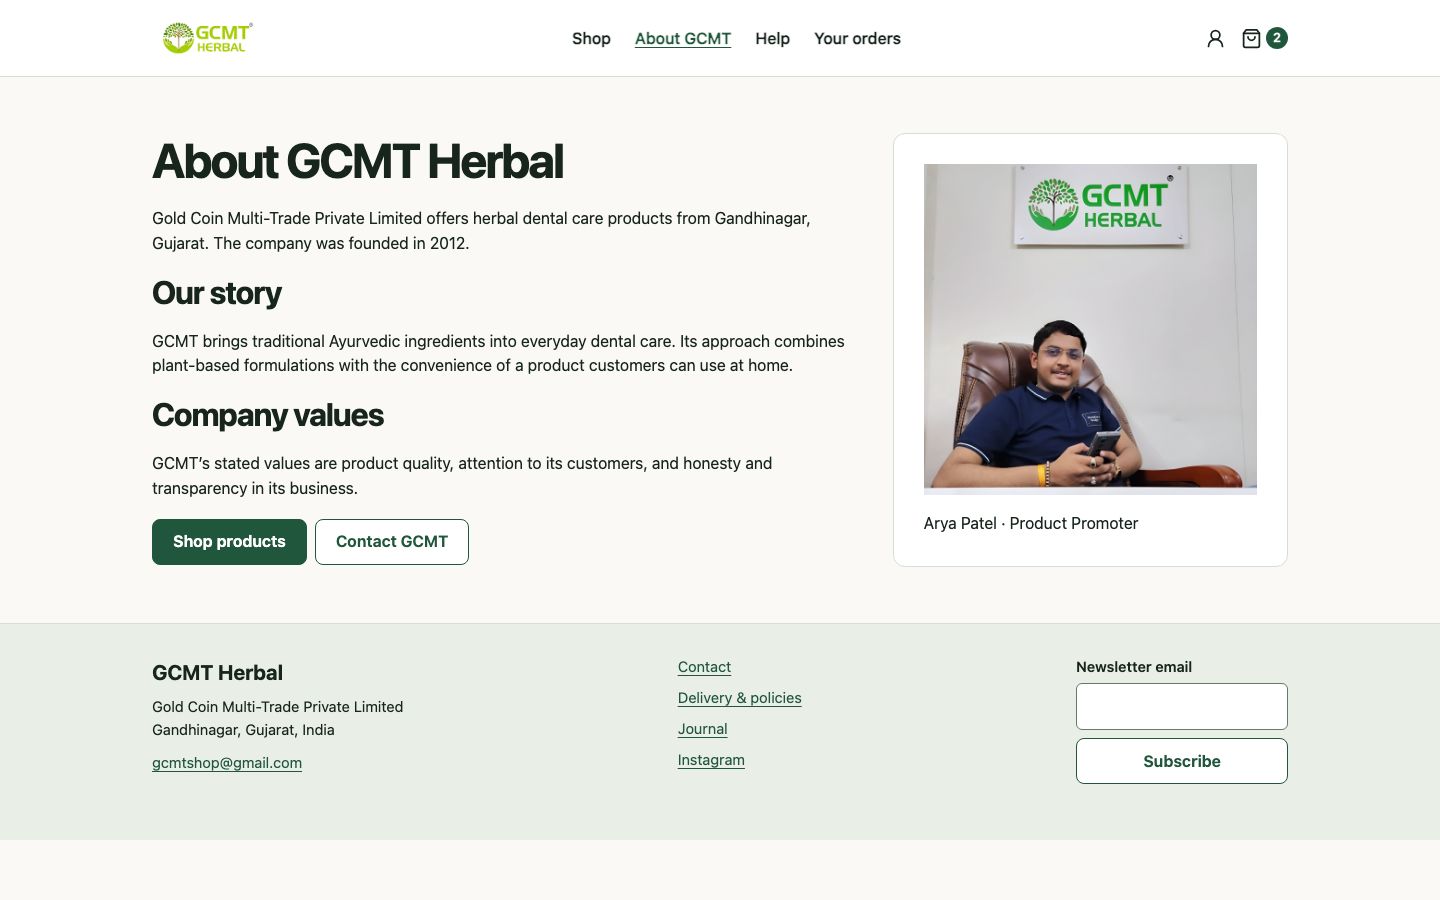 GCMT®
HERBAL
Shop
About GCMT
Help
Your orders
2
About GCMT Herbal
Gold Coin Multi-Trade Private Limited offers herbal dental care products from Gandhinagar,
Gujarat. The company was founded in 2012.
Our story
GCMT brings traditional Ayurvedic ingredients into everyday dental care. Its approach combines
plant-based formulations with the convenience of a product customers can use at home.
Company values
GCMT’s stated values are product quality, attention to its customers, and honesty and
transparency in its business.
Shop products
Contact GCMT
GCMT®
HERBAL
Arya Patel · Product Promoter
GCMT Herbal
Gold Coin Multi-Trade Private Limited
Gandhinagar, Gujarat, India
gcmtshop@gmail.com
Contact
Delivery & policies
Journal
Instagram
Newsletter email
Subscribe